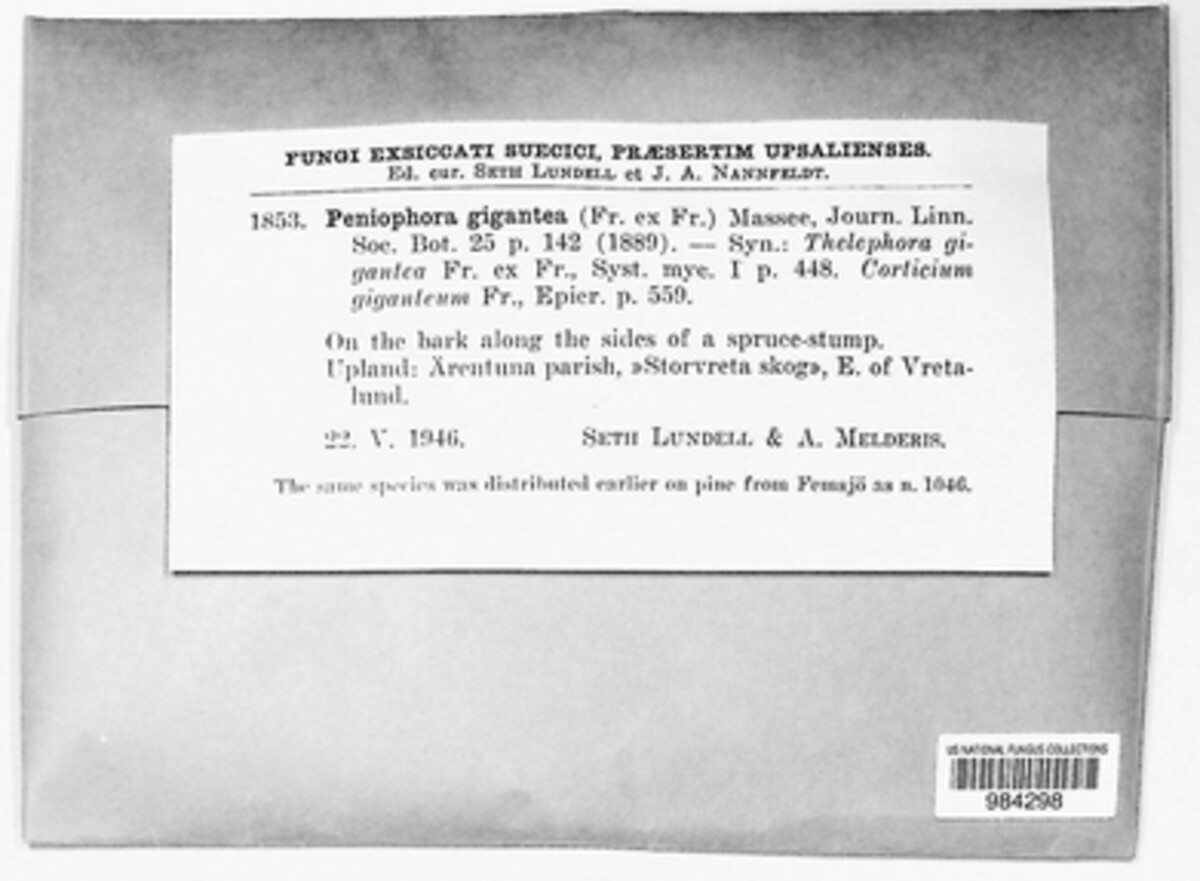 FUNGI EXSICCATI SUECICI, PRÆSERTIM UPSALIENSES.
Ed. cur. SETH LUNDELL et J. A. NANNFELDT.
1853. Peniophora gigantea (Fr. ex Fr.) Massee, Journ. Linn.
Soc. Bot. 25 p. 142 (1889). — Syn.: Thelephora gi-
gantea Fr. ex Fr., Syst. myc. I p. 448. Corticium
giganteum Fr., Epicr. p. 559.
On the bark along the sides of a spruce-stump.
Upland: Ärentuna parish, »Storvreta skog», E. of Vreta-
lund.
22. V. 1946. SETH LUNDELL & A. MELDERIS.
The same species was distributed earlier on pine from Femsjö as n. 1046.
US NATIONAL FUNGUS COLLECTIONS
984298